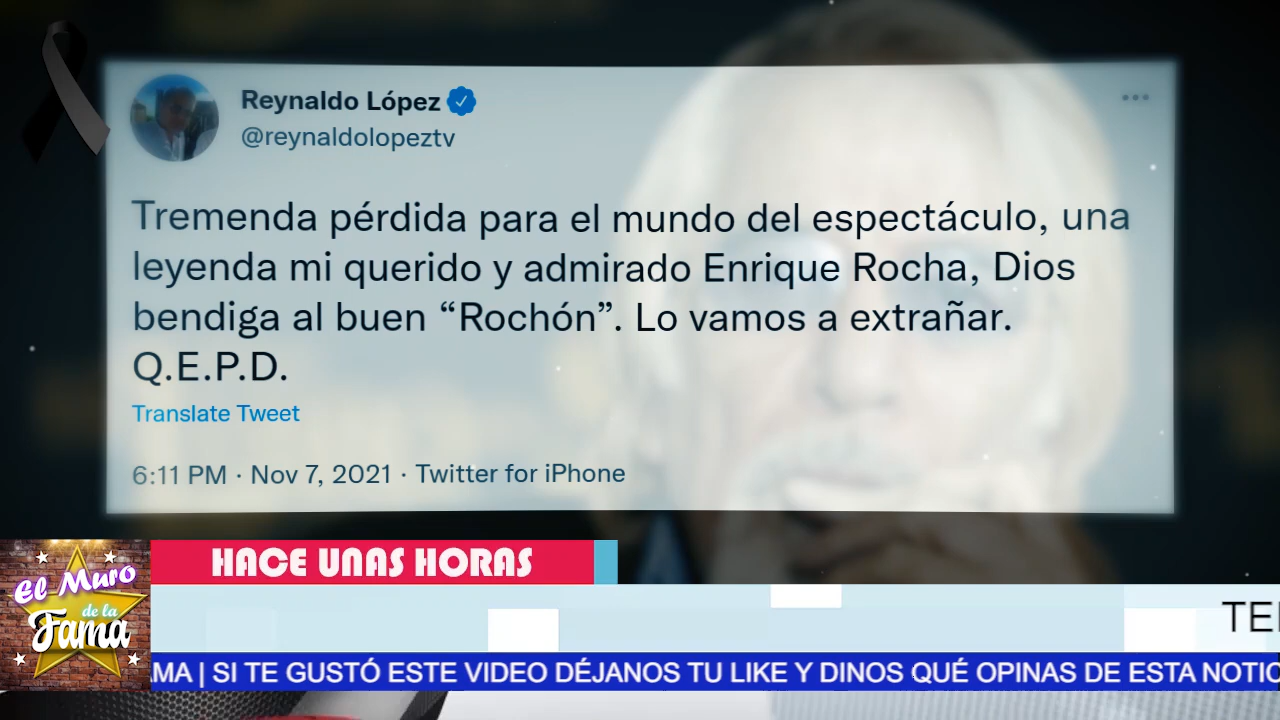 Reynaldo López
@reynaldolopeztv
Tremenda pérdida para el mundo del espectáculo, una
leyenda mi querido y admirado Enrique Rocha, Dios
bendiga al buen “Rochón”. Lo vamos a extrañar.
Q.E.P.D.
Translate Tweet
6:11 PM · Nov 7, 2021 · Twitter for iPhone
HACE UNAS HORAS
El Muro
de la
Fama
TE
MA | SI TE GUSTÓ ESTE VIDEO DÉJANOS TU LIKE Y DINOS QUÉ OPINAS DE ESTA NOTIC